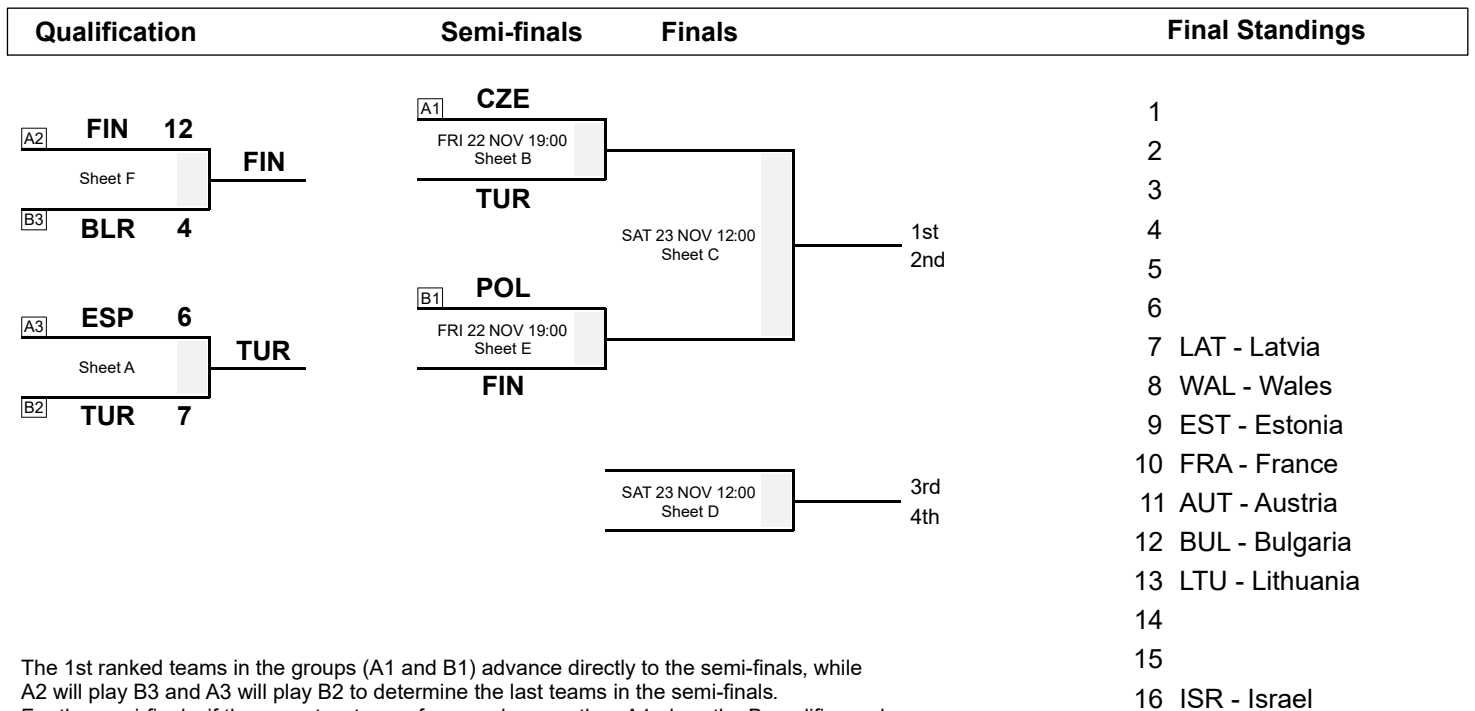 Qualification Semi-finals Finals Final Standings
A2 FIN 12
Sheet F
FIN
B3 BLR 4
A3 ESP 6
Sheet A
TUR
B2 TUR 7
A1 CZE
FRI 22 NOV 19:00
Sheet B
TUR
B1 POL
FRI 22 NOV 19:00
Sheet E
FIN
SAT 23 NOV 12:00
Sheet C
1st
2nd
SAT 23 NOV 12:00
Sheet D
3rd
4th
1
2
3
4
5
6
7 LAT - Latvia
8 WAL - Wales
9 EST - Estonia
10 FRA - France
11 AUT - Austria
12 BUL - Bulgaria
13 LTU - Lithuania
14
15
16 ISR - Israel
The 1st ranked teams in the groups (A1 and B1) advance directly to the semi-finals, while
A2 will play B3 and A3 will play B2 to determine the last teams in the semi-finals.